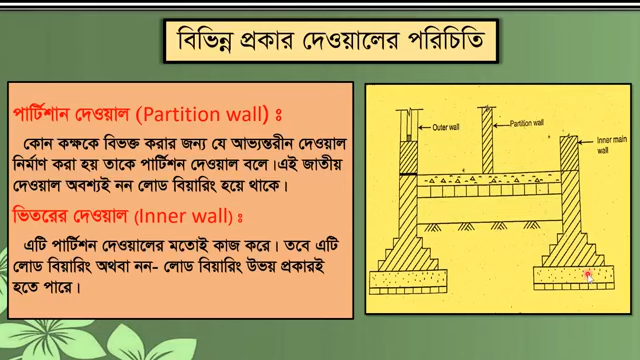 বিভিন্ন প্রকার দেওয়ালের পরিচিতি
পার্টিশান দেওয়াল (Partition wall) ঃ
কোন কক্ষকে বিভক্ত করার জন্য যে আভ্যন্তরীন দেওয়াল
নির্মাণ করা হয় তাকে পার্টিশন দেওয়াল বলে।এই জাতীয়
দেওয়াল অবশ্যই নন লোড বিয়ারিং হয়ে থাকে।
ভিতরের দেওয়াল (Inner wall) ঃ
এটি পার্টিশন দেওয়ালের মতোই কাজ করে। তবে এটি
লোড বিয়ারিং অথবা নন- লোড বিয়ারিং উভয় প্রকারই
হতে পারে।
Outer wall
Partition wall
Inner main
wall